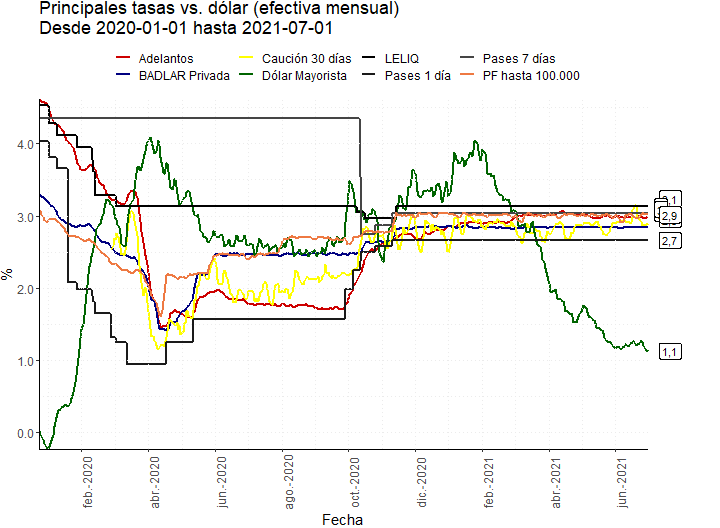 Principales tasas vs. dólar (efectiva mensual)
Desde 2020-01-01 hasta 2021-07-01
Adelantos
BADLAR Privada
Caución 30 días
Dólar Mayorista
LELIQ
Pases 1 día
Pases 7 días
PF hasta 100.000
%
4.0
3.0
2.0
1.0
0.0
2,9
2,7
1,1
feb.-2020
abr.-2020
jun.-2020
ago.-2020
oct.-2020
dic.-2020
feb.-2021
abr.-2021
jun.-2021
Fecha